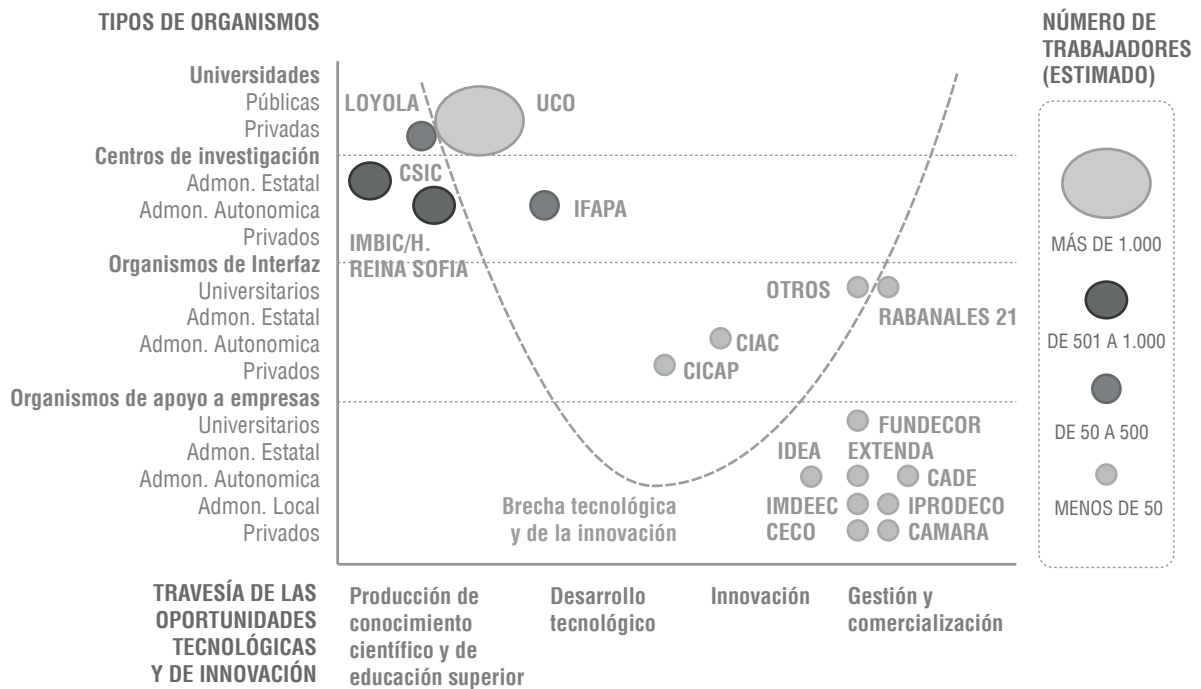 TIPOS DE ORGANISMOS
Universidades
Públicas
Privadas
Centros de investigación
Admon. Estatal
Admon. Autonomica
Privados
Organismos de Interfaz
Universitarios
Admon. Estatal
Admon. Autonomica
Privados
Organismos de apoyo a empresas
Universitarios
Admon. Estatal
Admon. Autonomica
Admon. Local
Privados
LOYOLA
UCO
CSIC
IFAPA
IMBIC/H.
REINA SOFIA
OTROS
RABANALES 21
CIAC
CICAP
FUNDECOR
IDEA
EXTENDA
CADE
IMDEEC
IPRODECO
CECO
CAMARA
Brecha tecnológica
y de la innovación
TRAVESÍA DE LAS
OPORTUNIDADES
TECNOLÓGICAS
Y DE INNOVACIÓN
Producción de
conocimiento
científico y de
educación superior
Desarrollo
tecnológico
Innovación
Gestión y
comercialización
NÚMERO DE
TRABAJADORES
(ESTIMADO)
MÁS DE 1.000
DE 501 A 1.000
DE 50 A 500
MENOS DE 50